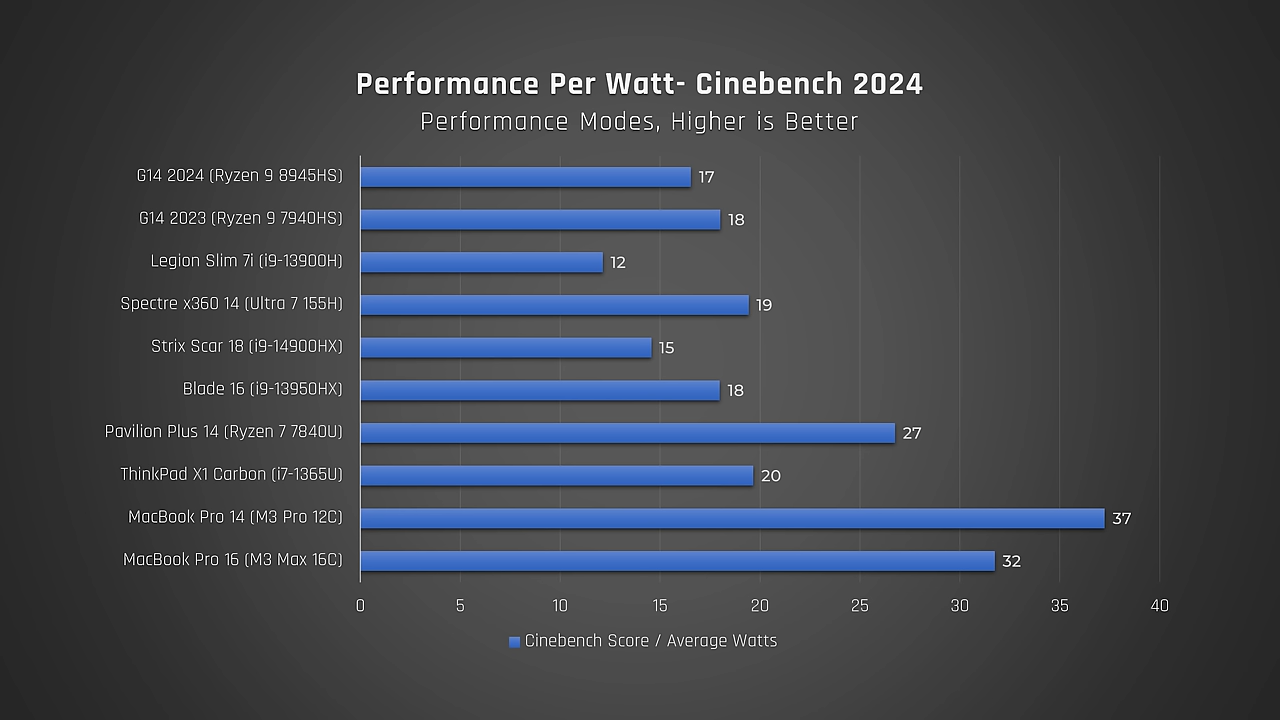 Performance Per Watt- Cinebench 2024
Performance Modes, Higher is Better
G14 2024 (Ryzen 9 8945HS) 17
G14 2023 (Ryzen 9 7940HS) 18
Legion Slim 7i (i9-13900H) 12
Spectre x360 14 (Ultra 7 155H) 19
Strix Scar 18 (i9-14900HX) 15
Blade 16 (i9-13950HX) 18
Pavilion Plus 14 (Ryzen 7 7840U) 27
ThinkPad X1 Carbon (i7-1365U) 20
MacBook Pro 14 (M3 Pro 12C) 37
MacBook Pro 16 (M3 Max 16C) 32
0 5 10 15 20 25 30 35 40
Cinebench Score / Average Watts